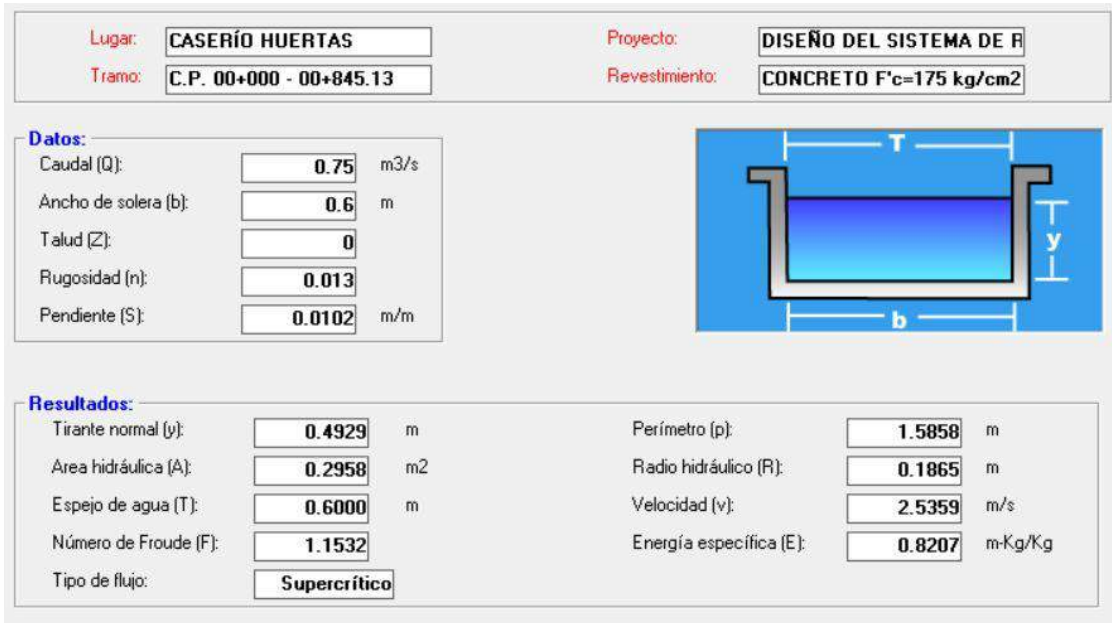 Lugar: CASERÍO HUERTAS Proyecto: DISEÑO DEL SISTEMA DE R
Tramo: C.P. 00+000 - 00+845.13 Revestimiento: CONCRETO F'c=175 kg/cm2
Datos:
Caudal (Q): 0.75 m3/s
Ancho de solera (b): 0.6 m
Talud (Z): 0
Rugosidad (n): 0.013
Pendiente (S): 0.0102 m/m
T
y
b
Resultados:
Tirante normal (y): 0.4929 m Perímetro (p): 1.5858 m
Area hidráulica (A): 0.2958 m2 Radio hidráulico (R): 0.1865 m
Espejo de agua (T): 0.6000 m Velocidad (v): 2.5359 m/s
Número de Froude (F): 1.1532 Energía específica (E): 0.8207 m-Kg/Kg
Tipo de flujo: Supercrítico